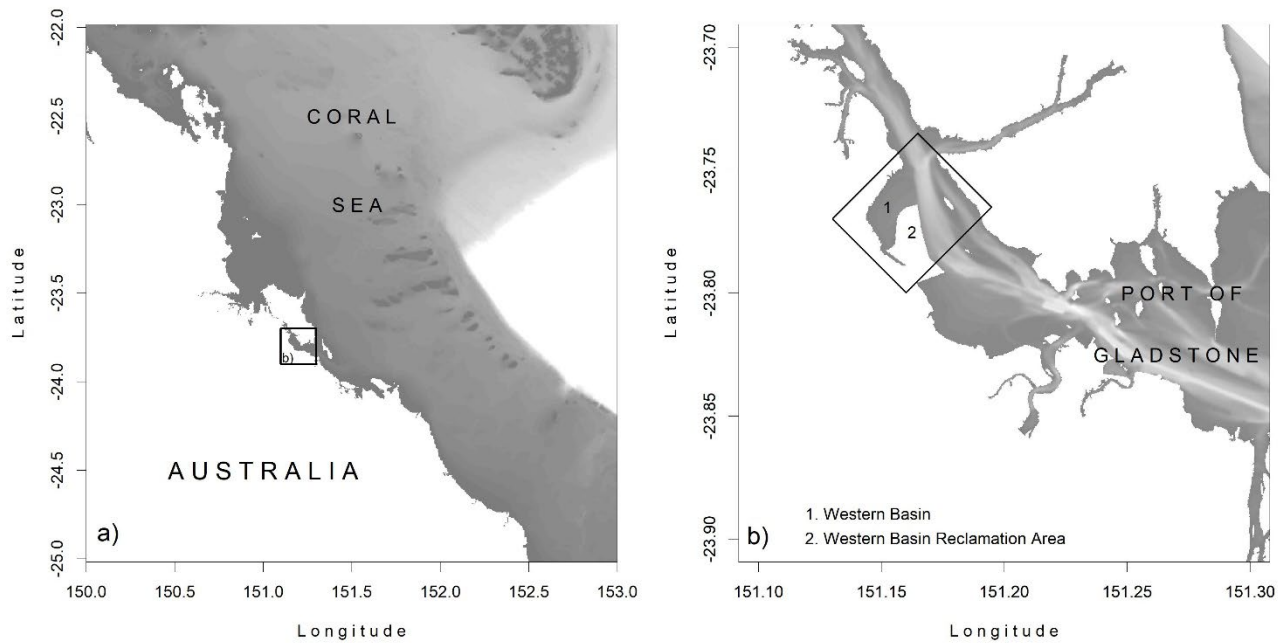 -22.0
-22.5
-23.0
-23.5
-24.0
-24.5
-25.0
Latitude
CORAL
SEA
b)
AUSTRALIA
a)
150.0 150.5 151.0 151.5 152.0 152.5 153.0
Longitude
-23.70
-23.75
-23.80
-23.85
-23.90
Latitude
1
2
PORT OF
GLADSTONE
1. Western Basin
2. Western Basin Reclamation Area
b)
151.10 151.15 151.20 151.25 151.30
Longitude